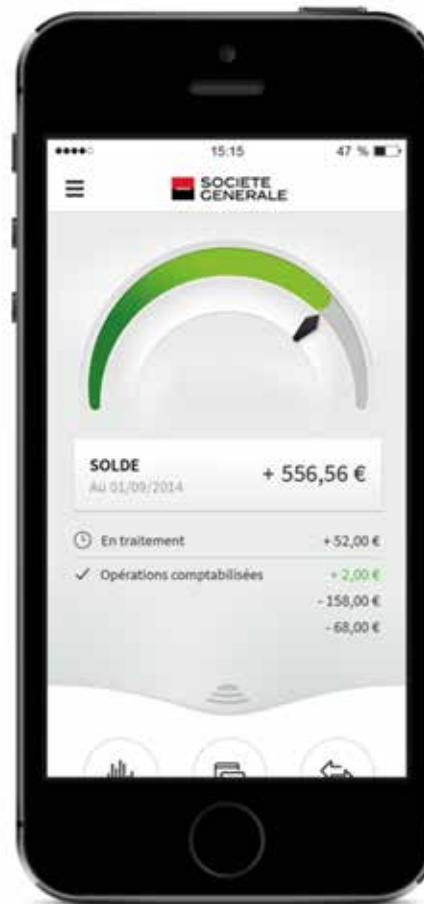 15:15
47 %
SOCIETE
GENERALE
SOLDE
+ 556,56 €
Au 01/09/2014
En traitement
+ 52,00 €
Opérations comptabilisées
+ 2,00 €
- 158,00 €
- 68,00 €